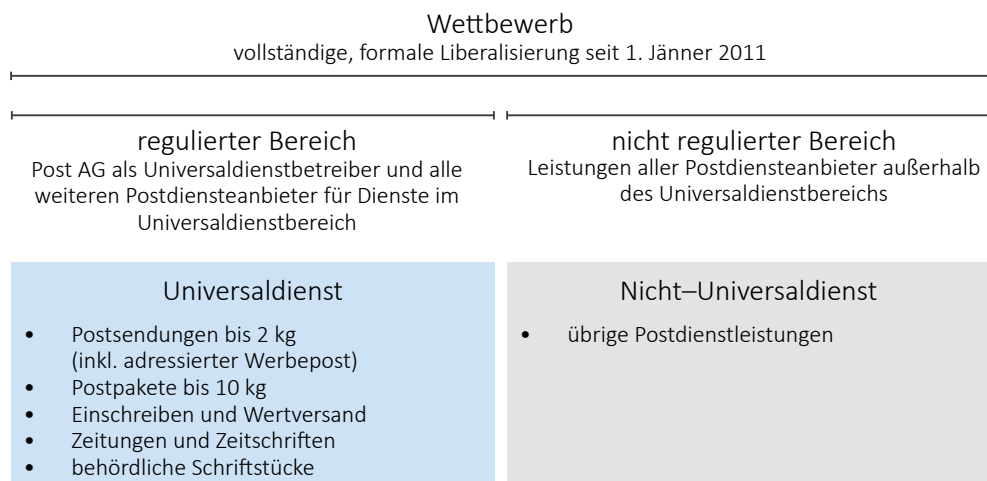 Wettbewerb
vollständige, formale Liberalisierung seit 1. Jänner 2011
regulierter Bereich
Post AG als Universaldienstbetreiber und alle
weiteren Postdiensteanbieter für Dienste im
Universaldienstbereich
nicht regulierter Bereich
Leistungen aller Postdiensteanbieter außerhalb
des Universaldienstbereichs
Universaldienst
• Postsendungen bis 2 kg
(inkl. adressierter Werbepost)
• Postpakete bis 10 kg
• Einschreiben und Wertversand
• Zeitungen und Zeitschriften
• behördliche Schriftstücke
Nicht–Universaldienst
• übrige Postdienstleistungen